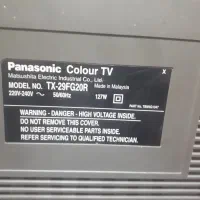 Panasonic Colour TV X
Matsushita Electric Industrial Co., Ltd.
MODEL NO. TX-29FG20R Made in Malaysia
220V-240V ~ 50/60Hz 127W
PART NO.
WARNING - DANGER - HIGH VOLTAGE INSIDE.
DO NOT REMOVE THIS COVER.
NO USER SERVICEABLE PARTS INSIDE.
REFER SERVICING TO QUALIFIED TECHNICIAN.